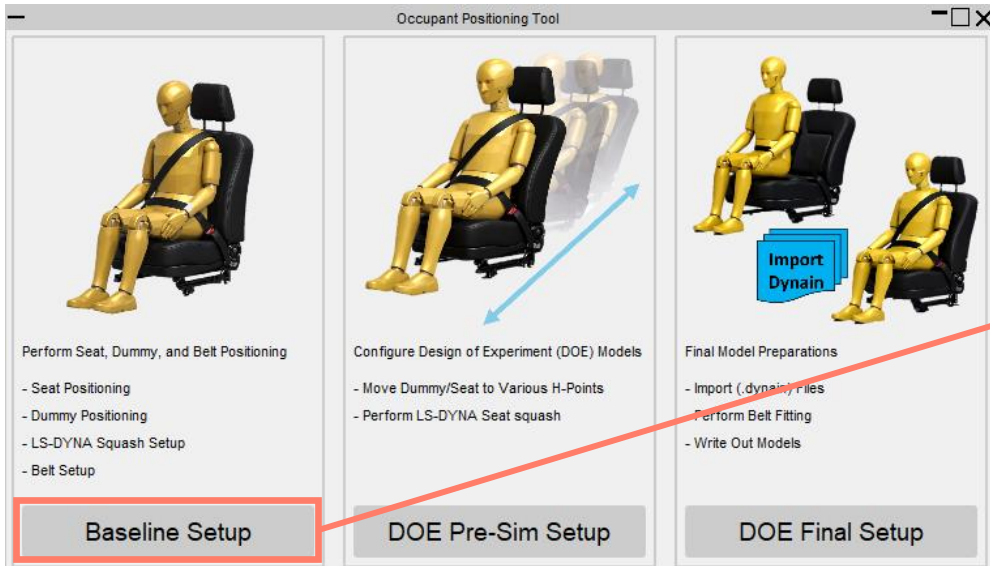 Occupant Positioning Tool
Import
Dynain
Perform Seat, Dummy, and Belt Positioning
- Seat Positioning
- Dummy Positioning
- LS-DYNA Squash Setup
- Belt Setup
Baseline Setup
Configure Design of Experiment (DOE) Models
- Move Dummy/Seat to Various H-Points
- Perform LS-DYNA Seat squash
DOE Pre-Sim Setup
Final Model Preparations
- Import (.dynain) Files
- Perform Belt Fitting
- Write Out Models
DOE Final Setup